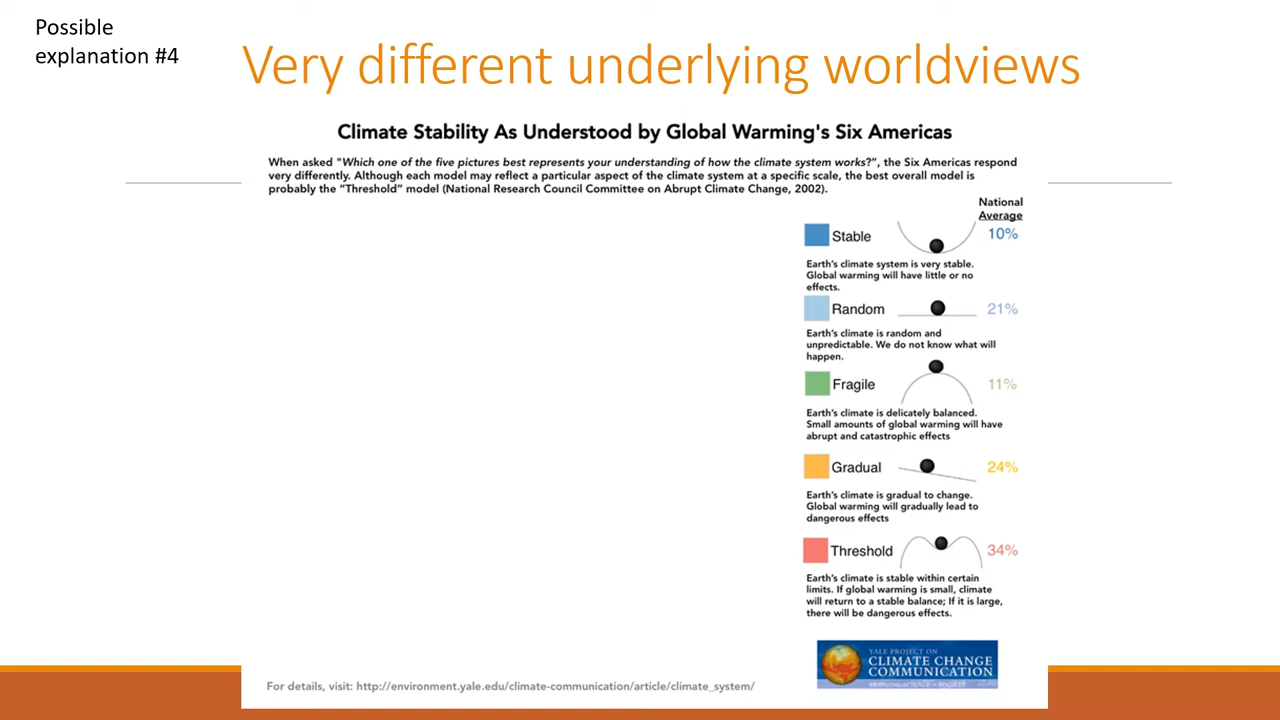 Possible
explanation #4
Very different underlying worldviews
Climate Stability As Understood by Global Warming's Six Americas
When asked "Which one of the five pictures best represents your understanding of how the climate system works?", the Six Americas respond
very differently. Although each model may reflect a particular aspect of the climate system at a specific scale, the best overall model is
probably the “Threshold” model (National Research Council Committee on Abrupt Climate Change, 2002).
National
Average
Stable 10%
Earth's climate system is very stable.
Global warming will have little or no
effects.
Random 21%
Earth's climate is random and
unpredictable. We do not know what will
happen.
Fragile 11%
Earth's climate is delicately balanced.
Small amounts of global warming will have
abrupt and catastrophic effects
Gradual 24%
Earth's climate is gradual to change.
Global warming will gradually lead to
dangerous effects
Threshold 34%
Earth's climate is stable within certain
limits. If global warming is small, climate
will return to a stable balance; If it is large,
there will be dangerous effects.
YALE PROJECT ON
CLIMATE CHANGE
COMMUNICATION
BRIDGING SCIENCE + SOCIETY
For details, visit: http://environment.yale.edu/climate-communication/article/climate_system/